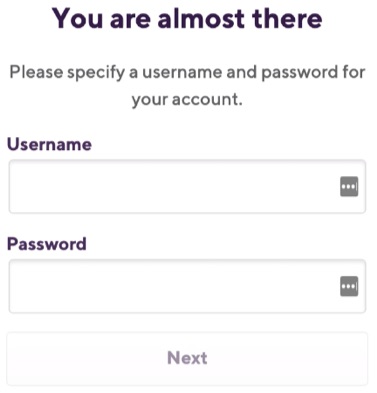 You are almost there
Please specify a username and password for
your account.
Username
Password
Next